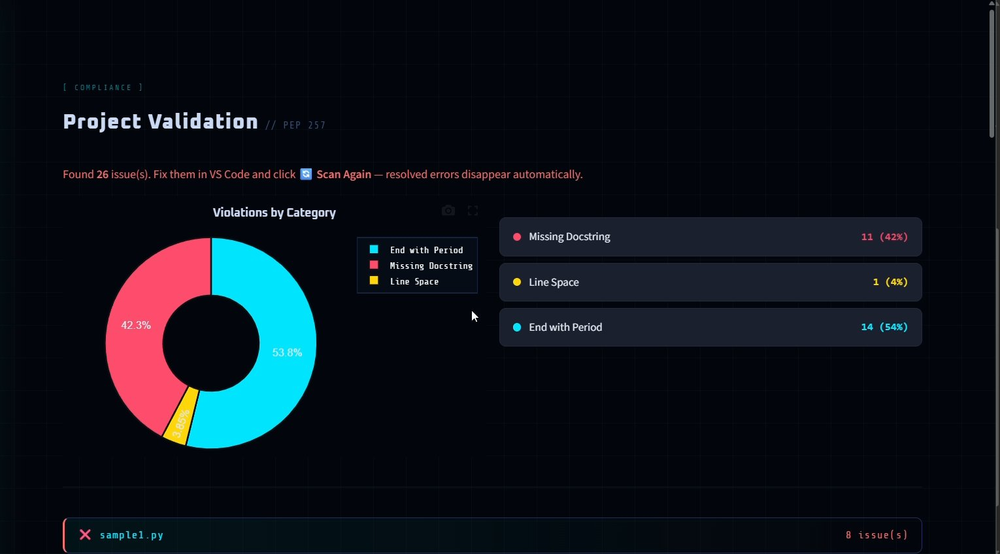 [ COMPLIANCE ]
Project Validation // PEP 257
Found 26 issue(s). Fix them in VS Code and click Scan Again — resolved errors disappear automatically.
Violations by Category
End with Period
Missing Docstring
Line Space
42.3%
53.8%
3.85%
Missing Docstring 11 (42%)
Line Space 1 (4%)
End with Period 14 (54%)
sample1.py 8 issue(s)